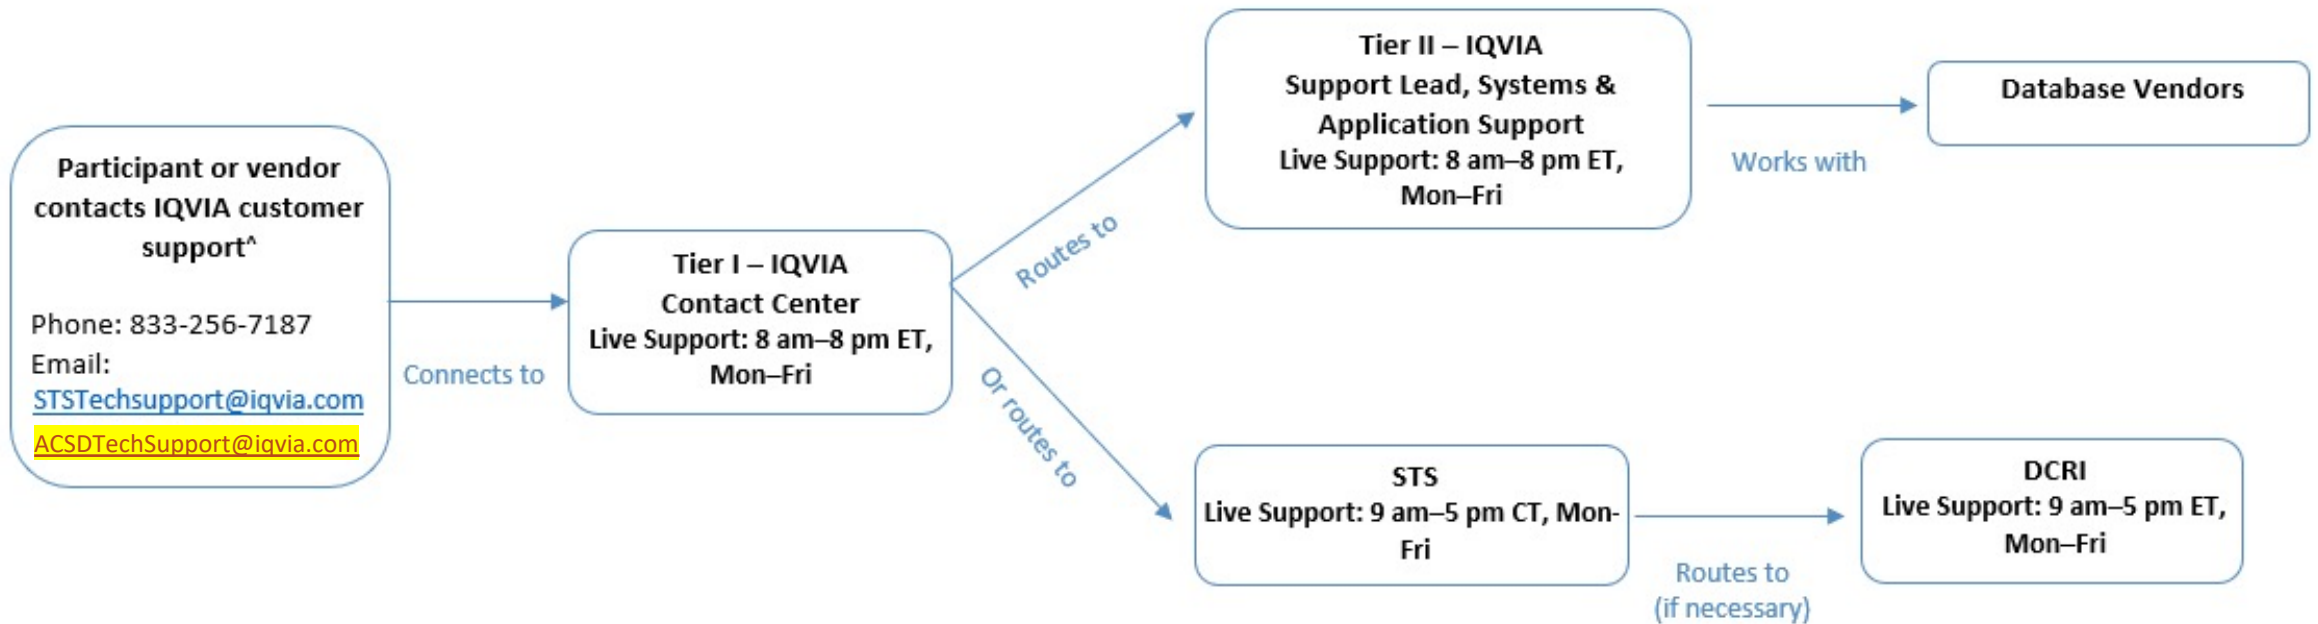 Participant or vendor
contacts IQVIA customer
support^
Phone: 833-256-7187
Email:
STSTechsupport@iqvia.com
ACSDTechSupport@iqvia.com
Connects to
Tier I – IQVIA
Contact Center
Live Support: 8 am–8 pm ET,
Mon–Fri
Routes to
Tier II – IQVIA
Support Lead, Systems &
Application Support
Live Support: 8 am–8 pm ET,
Mon–Fri
Works with
Database Vendors
Or routes to
STS
Live Support: 9 am–5 pm CT, Mon-
Fri
Routes to
(if necessary)
DCRI
Live Support: 9 am–5 pm ET,
Mon–Fri